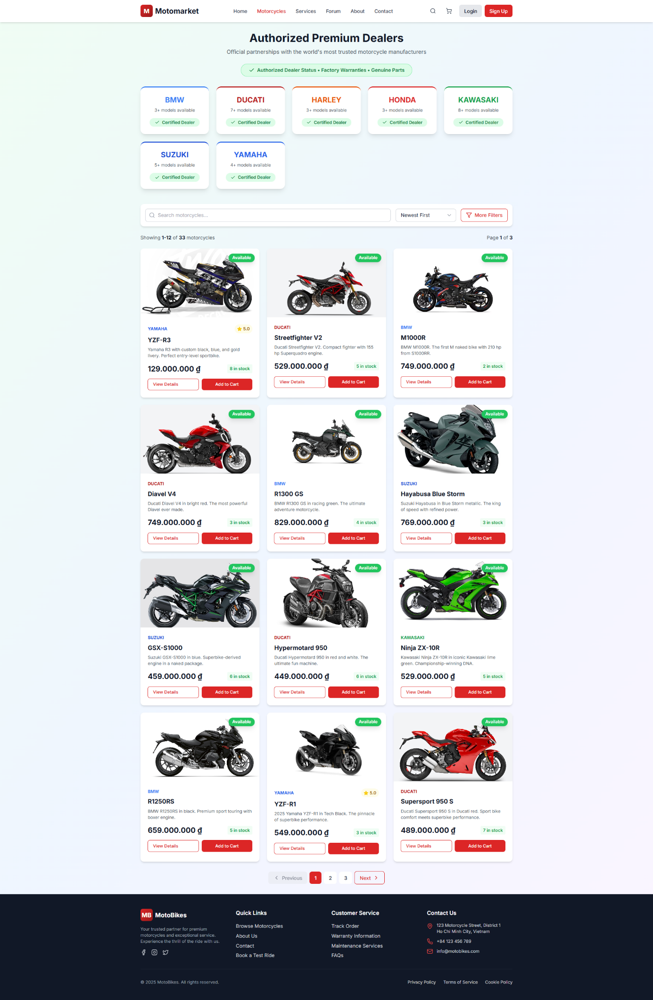 M Motomarket
Home Motorcycles Services Forum About Contact
Login Sign Up
Authorized Premium Dealers
Official partnerships with the world's most trusted motorcycle manufacturers
Authorized Dealer Status • Factory Warranties • Genuine Parts
BMW
3+ models available
Certified Dealer
DUCATI
7+ models available
Certified Dealer
HARLEY
3+ models available
Certified Dealer
HONDA
3+ models available
Certified Dealer
KAWASAKI
8+ models available
Certified Dealer
SUZUKI
5+ models available
Certified Dealer
YAMAHA
4+ models available
Certified Dealer
Search motorcycles...
Newest First
More Filters
Showing 1-12 of 33 motorcycles
Page 1 of 3
Available
YAMAHA
5.0
YZF-R3
Yamaha R3 with custom black, blue, and gold
livery. Perfect entry-level sportbike.
129.000.000 ₫
8 in stock
View Details
Add to Cart
Available
DUCATI
Streetfighter V2
Ducati Streetfighter V2. Compact fighter with 155
hp Superquadro engine.
529.000.000 ₫
5 in stock
View Details
Add to Cart
Available
BMW
M1000R
BMW M1000R. The first M naked bike with 210 hp
from S1000RR.
749.000.000 ₫
2 in stock
View Details
Add to Cart
Available
DUCATI
Diavel V4
Ducati Diavel V4 in bright red. The most powerful
Diavel ever made.
749.000.000 ₫
3 in stock
View Details
Add to Cart
BMW
R1300 GS
BMW R1300 GS in racing green. The ultimate
adventure motorcycle.
829.000.000 ₫
4 in stock
View Details
Add to Cart
Available
Available
SUZUKI
Hayabusa Blue Storm
Suzuki Hayabusa in Blue Storm metallic. The king
of speed with refined power.
769.000.000 ₫
3 in stock
View Details
Add to Cart
Available
SUZUKI
GSX-S1000
Suzuki GSX-S1000 in blue. Superbike-derived
engine in a naked package.
459.000.000 ₫
6 in stock
View Details
Add to Cart
Available
DUCATI
Hypermotard 950
Ducati Hypermotard 950 in red and white. The
ultimate fun machine.
449.000.000 ₫
6 in stock
View Details
Add to Cart
Available
KAWASAKI
Ninja ZX-10R
Kawasaki Ninja ZX-10R in iconic Kawasaki lime
green. Championship-winning DNA.
529.000.000 ₫
5 in stock
View Details
Add to Cart
Available
BMW
R1250RS
BMW R1250RS in black. Premium sport touring with
boxer engine.
659.000.000 ₫
5 in stock
View Details
Add to Cart
Available
YAMAHA
5.0
YZF-R1
2025 Yamaha YZF-R1 in Tech Black. The pinnacle
of superbike performance.
549.000.000 ₫
3 in stock
View Details
Add to Cart
Available
DUCATI
Supersport 950 S
Ducati Supersport 950 S in Ducati red. Sport bike
comfort meets superbike performance.
489.000.000 ₫
7 in stock
View Details
Add to Cart
Previous 1 2 3 Next
MB MotoBikes
Your trusted partner for premium
motorcycles and exceptional service.
Experience the thrill of the ride with us.
Quick Links
Browse Motorcycles
About Us
Contact
Book a Test Ride
Customer Service
Track Order
Warranty Information
Maintenance Services
FAQs
Contact Us
123 Motorcycle Street, District 1
Ho Chi Minh City, Vietnam
+84 123 456 789
info@motobikes.com
© 2025 MotoBikes. All rights reserved.
Privacy Policy Terms of Service Cookie Policy